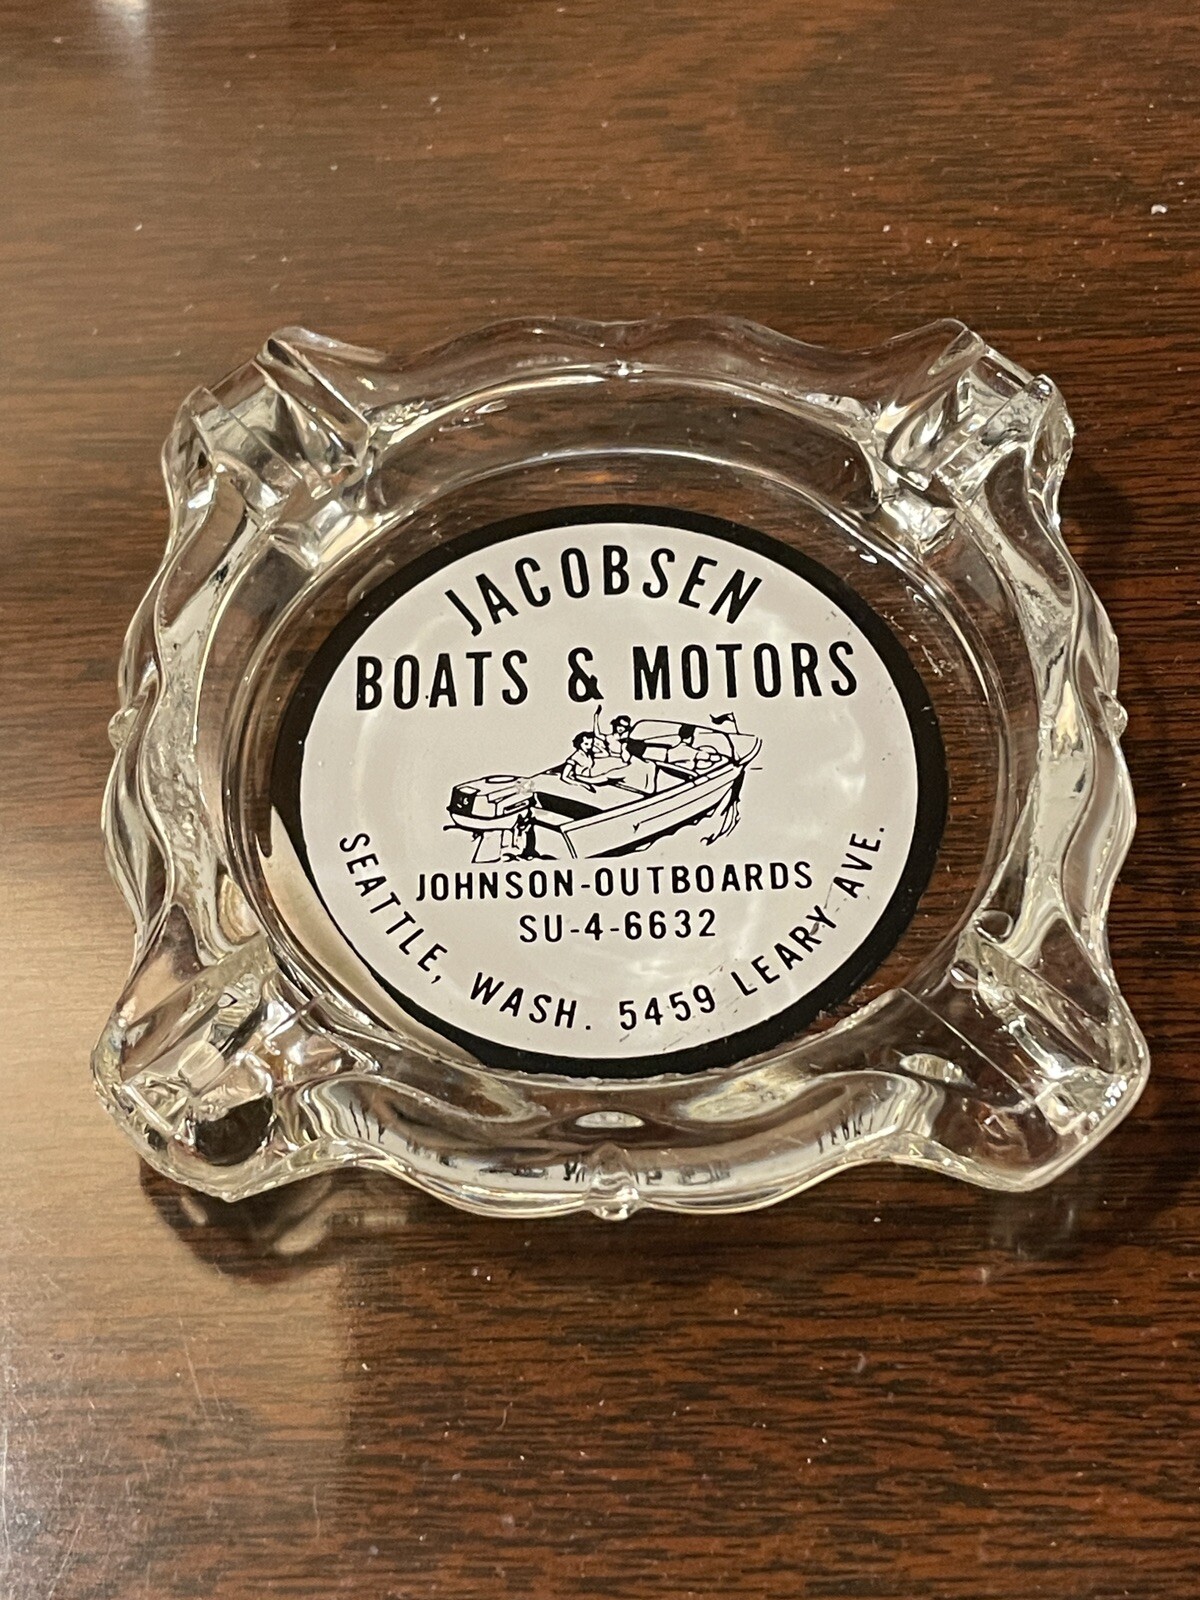 JACOBSEN
BOATS & MOTORS
JOHNSON-OUTBOARDS
SU-4-6632
SEATTLE, WASH. 5459 LEARY AVE.